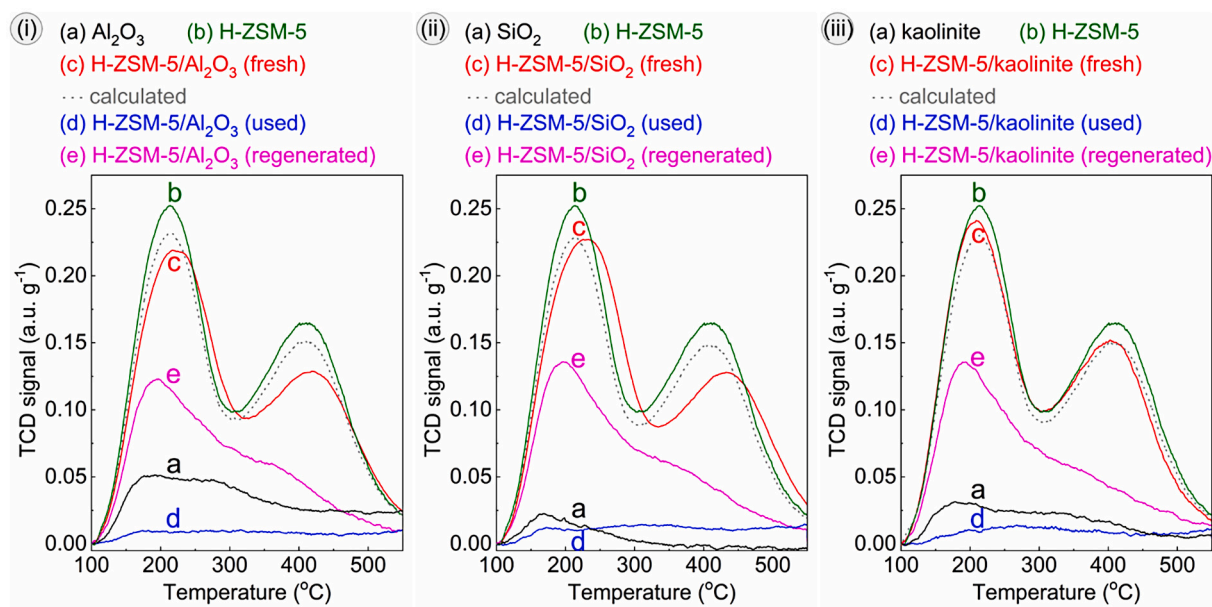 (i) (a) Al₂O₃ (b) H-ZSM-5
(c) H-ZSM-5/Al₂O₃ (fresh)
··· calculated
(d) H-ZSM-5/Al₂O₃ (used)
(e) H-ZSM-5/Al₂O₃ (regenerated)
b
0.25
c
0.20
0.15
e
0.10
a
0.05
d
0.00
100 200 300 400 500
TCD signal (a.u. g⁻¹)
Temperature (°C)
(ii) (a) SiO₂ (b) H-ZSM-5
(c) H-ZSM-5/SiO₂ (fresh)
··· calculated
(d) H-ZSM-5/SiO₂ (used)
(e) H-ZSM-5/SiO₂ (regenerated)
b
0.25
c
0.20
0.15
e
0.10
0.05
a
d
0.00
100 200 300 400 500
TCD signal (a.u. g⁻¹)
Temperature (°C)
(iii) (a) kaolinite (b) H-ZSM-5
(c) H-ZSM-5/kaolinite (fresh)
··· calculated
(d) H-ZSM-5/kaolinite (used)
(e) H-ZSM-5/kaolinite (regenerated)
b
0.25
c
0.20
0.15
e
0.10
0.05
a
d
0.00
100 200 300 400 500
TCD signal (a.u. g⁻¹)
Temperature (°C)